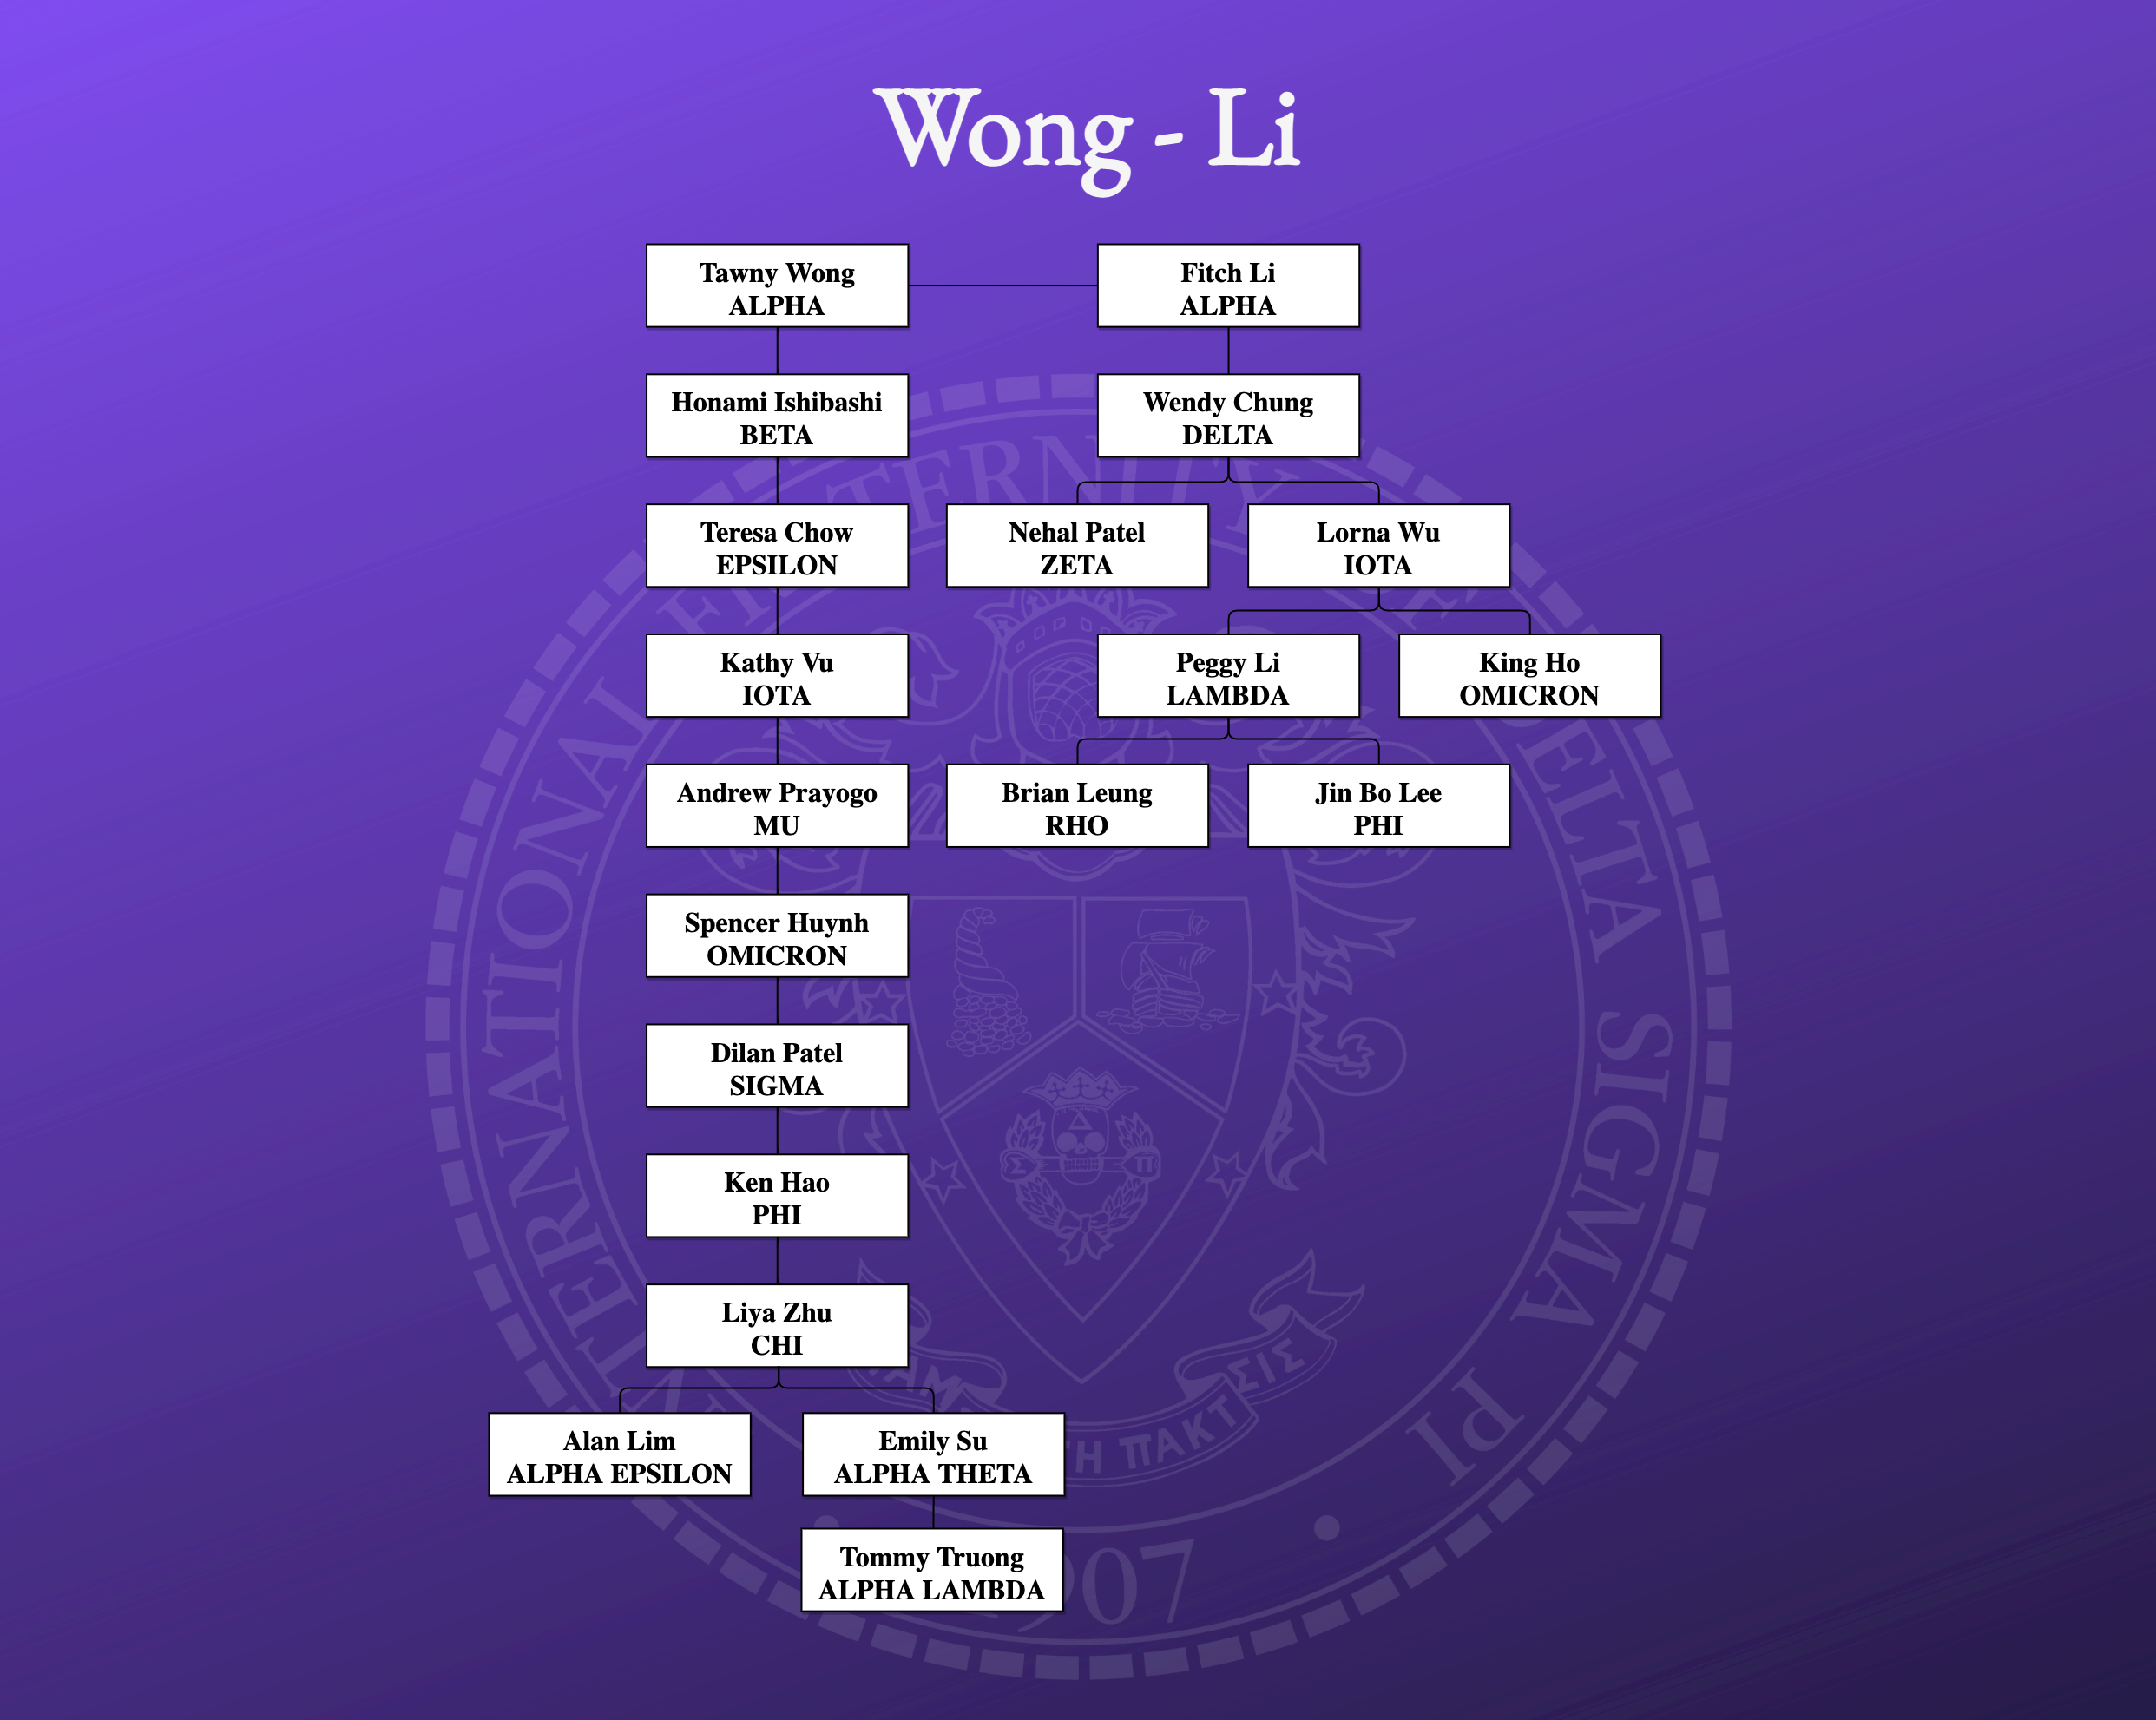 Wong - Li
Tawny Wong
ALPHA
Fitch Li
ALPHA
Honami Ishibashi
BETA
Wendy Chung
DELTA
Teresa Chow
EPSILON
Nehal Patel
ZETA
Lorna Wu
IOTA
Kathy Vu
IOTA
Peggy Li
LAMBDA
King Ho
OMICRON
Andrew Prayogo
MU
Brian Leung
RHO
Jin Bo Lee
PHI
Spencer Huynh
OMICRON
Dilan Patel
SIGMA
Ken Hao
PHI
Liya Zhu
CHI
Alan Lim
ALPHA EPSILON
Emily Su
ALPHA THETA
Tommy Truong
ALPHA LAMBDA
DELTA SIGMA PI